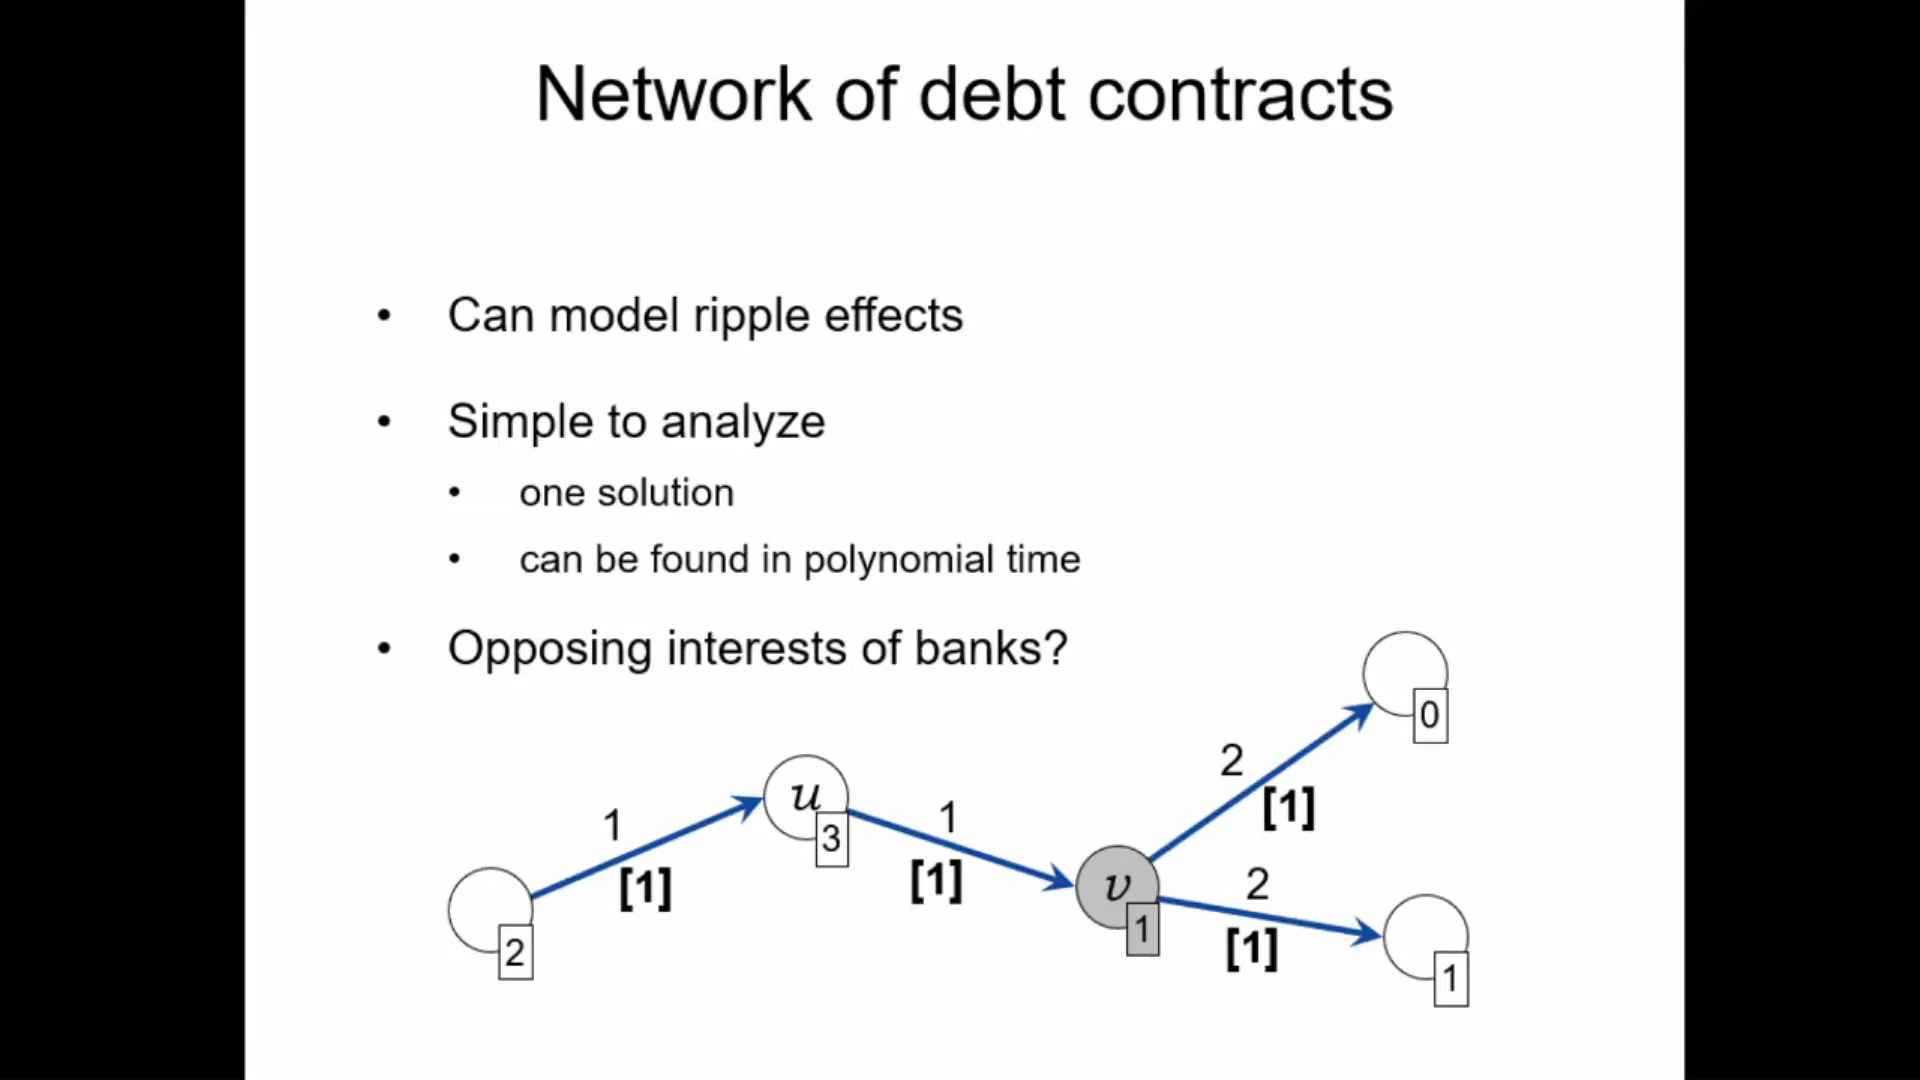 Network of debt contracts
• Can model ripple effects
• Simple to analyze
• one solution
• can be found in polynomial time
• Opposing interests of banks?
0
2
[1]
u
3
1
[1]
1
[1]
v
1
2
[1]
2
1